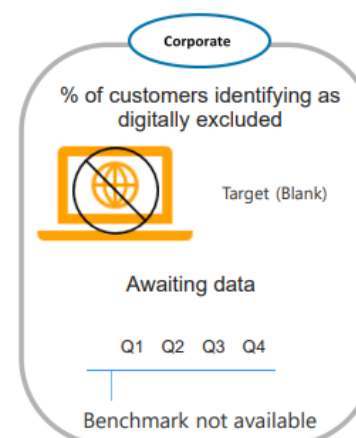 Corporate
% of customers identifying as
digitally excluded
Target (Blank)
Awaiting data
Q1 Q2 Q3 Q4
Benchmark not available